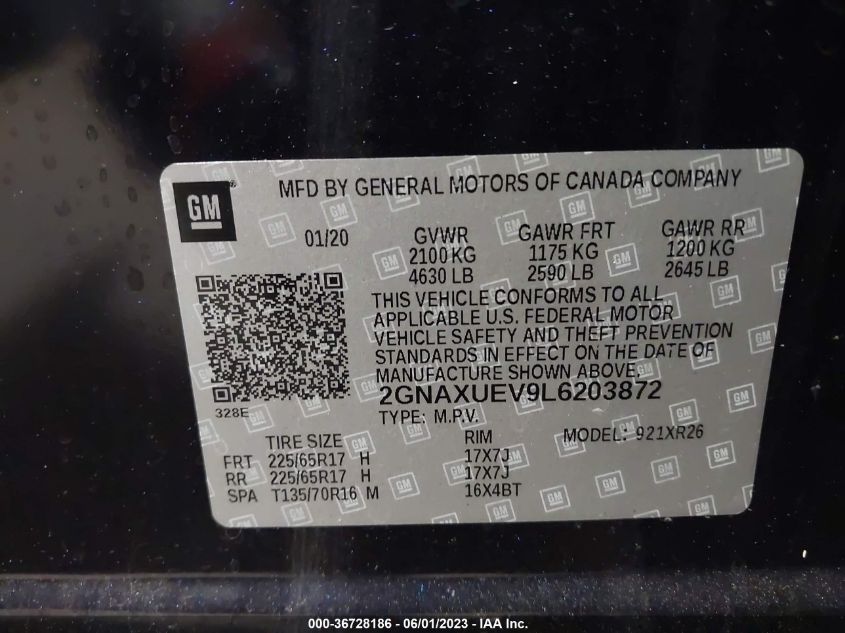 GM
MFD BY GENERAL MOTORS OF CANADA COMPANY
01/20 GVWR GAWR FRT GAWR RR
2100 KG 1175 KG 1200 KG
4630 LB 2590 LB 2645 LB
THIS VEHICLE CONFORMS TO ALL
APPLICABLE U.S. FEDERAL MOTOR
VEHICLE SAFETY AND THEFT PREVENTION
STANDARDS IN EFFECT ON THE DATE OF
MANUFACTURE SHOWN ABOVE.
2GNAXUEV9L6203872
328E
TYPE: M.P.V. MODEL: 921XR26
TIRE SIZE RIM
FRT 225/65R17 H 17X7J
RR 225/65R17 H 17X7J
SPA T135/70R16 M 16X4BT
000-36728186 - 06/01/2023 - IAA Inc.